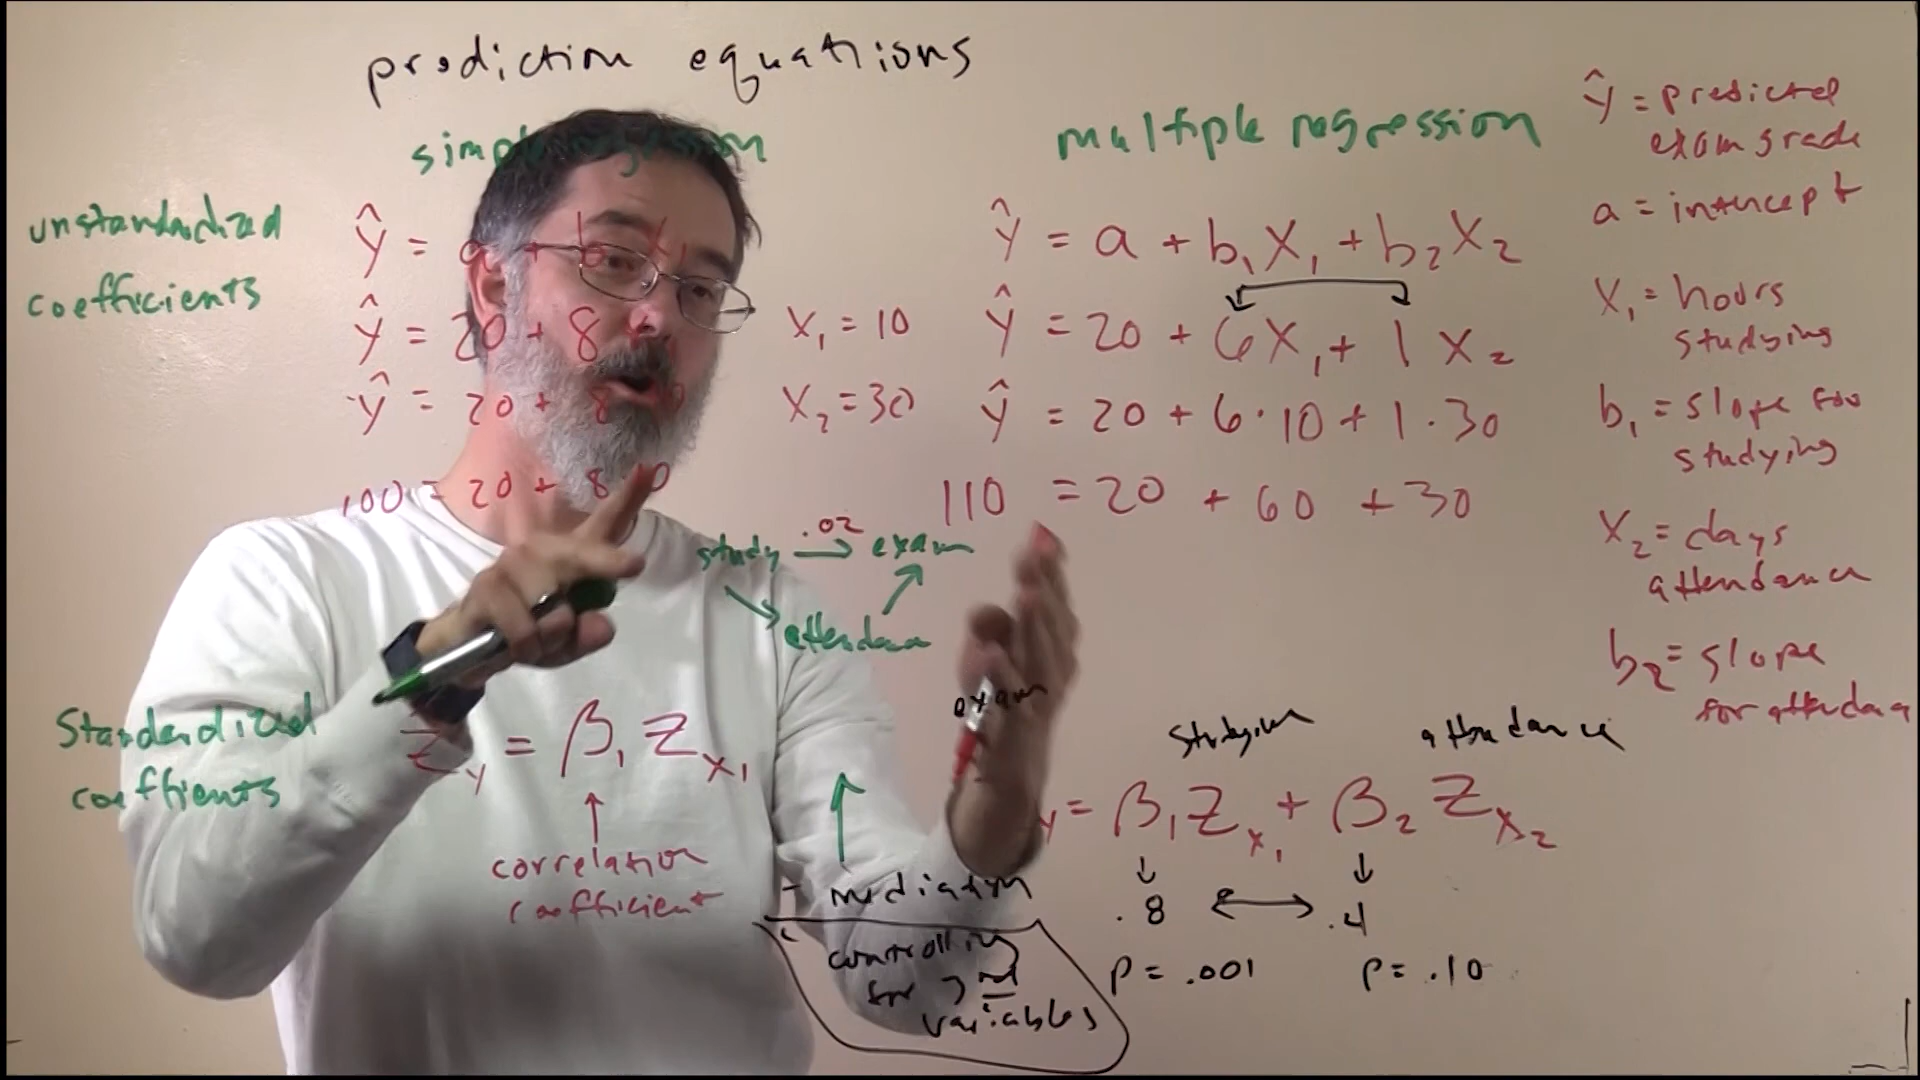 prediction equations
simple regression
multiple regression
unstandardized
coefficients
Ŷ = a + b
Ŷ = 20 + 8
Ŷ = 20 + 8
100 = 20 + 8 10
X₁ = 10
X₂ = 30
Ŷ = a + b₁X₁ + b₂X₂
Ŷ = 20 + 6X₁ + 1X₂
Ŷ = 20 + 6·10 + 1·30
110 = 20 + 60 + 30
Ŷ = predicted
exam grade
a = intercept
X₁ = hours
studying
b₁ = slope for
studying
X₂ = days
attendance
b₂ = slope
for attendance
study → .02 exam
attendance
Standardized
coeffients
Z_Y = β₁Z_X₁
↑
correlation
coefficient
mediation
controlling
for 3rd
variables
exam
studying
attendance
Y = β₁Z_X₁ + β₂Z_X₂
.8 ↔ .4
p = .001
p = .10